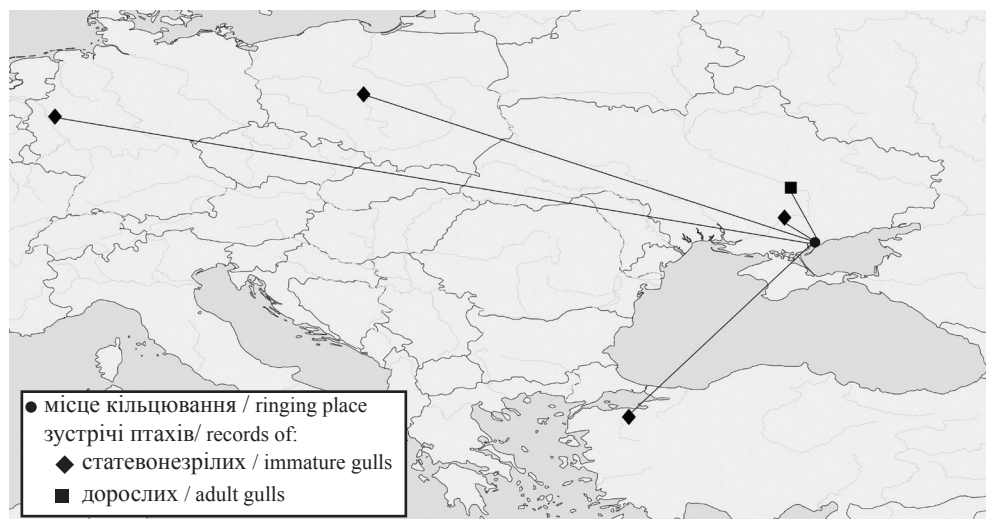 місце кільцювання / ringing place
зустрічі птахів/ records of:
статевонезрілих / immature gulls
дорослих / adult gulls